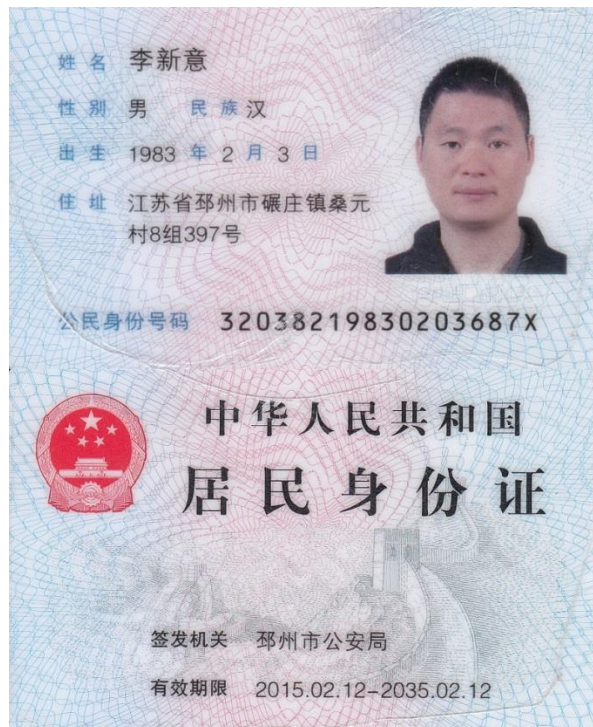 姓名 李新意
性别 男 民族 汉
出生 1983 年 2 月 3 日
住址 江苏省邳州市碾庄镇桑元
村8组397号
公民身份号码 32038219830203687X
中华人民共和国
居民身份证
签发机关 邳州市公安局
有效期限 2015.02.12-2035.02.12